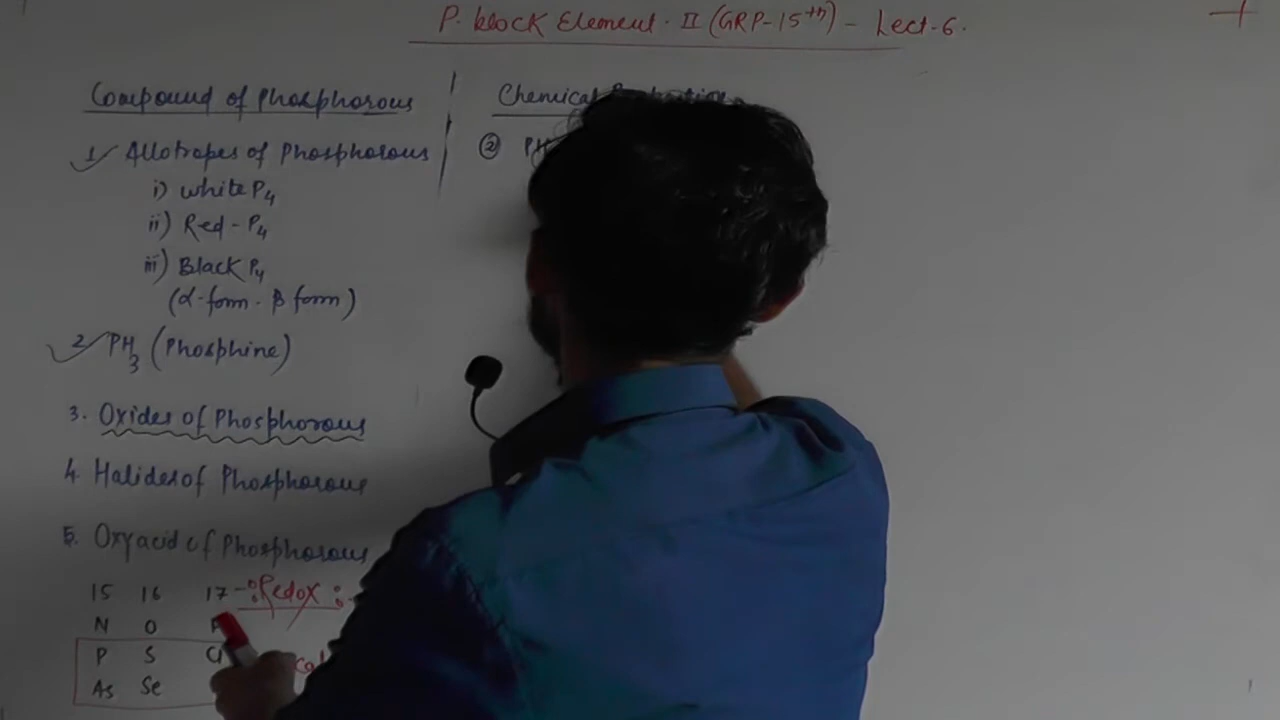 P. block Element. II (GRP-15th) - Lect-6.
Compound of Phosphorous
1 Allotropes of Phosphorous
i) white P4
ii) Red - P4
iii) Black P4
(α-form - β form)
2 PH3 (Phosphine)
3. Oxides of Phosphorous
4. Halides of Phosphorous
5. Oxyacid of Phosphorous
15 16 17 - Redox :
N O
P S Cl
As Se
Chemical
② PH